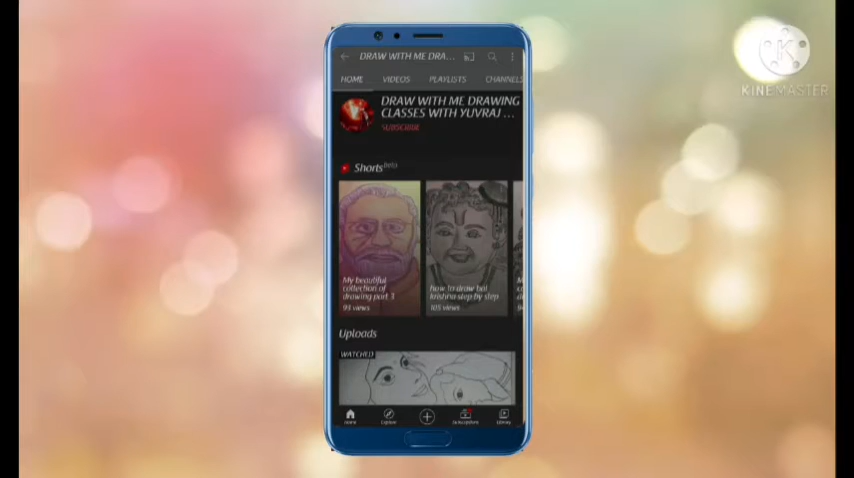 DRAW WITH ME DRA...
HOME VIDEOS PLAYLISTS CHANNELS
DRAW WITH ME DRAWING
CLASSES WITH YUVRAJ ...
SUBSCRIBE
Shorts beta
My beautiful
collection of
drawing part 3
99 views
how to draw bal
krishna step by step
105 views
Uploads
WATCHED
Home Explore Subscriptions Library
KINEMASTER